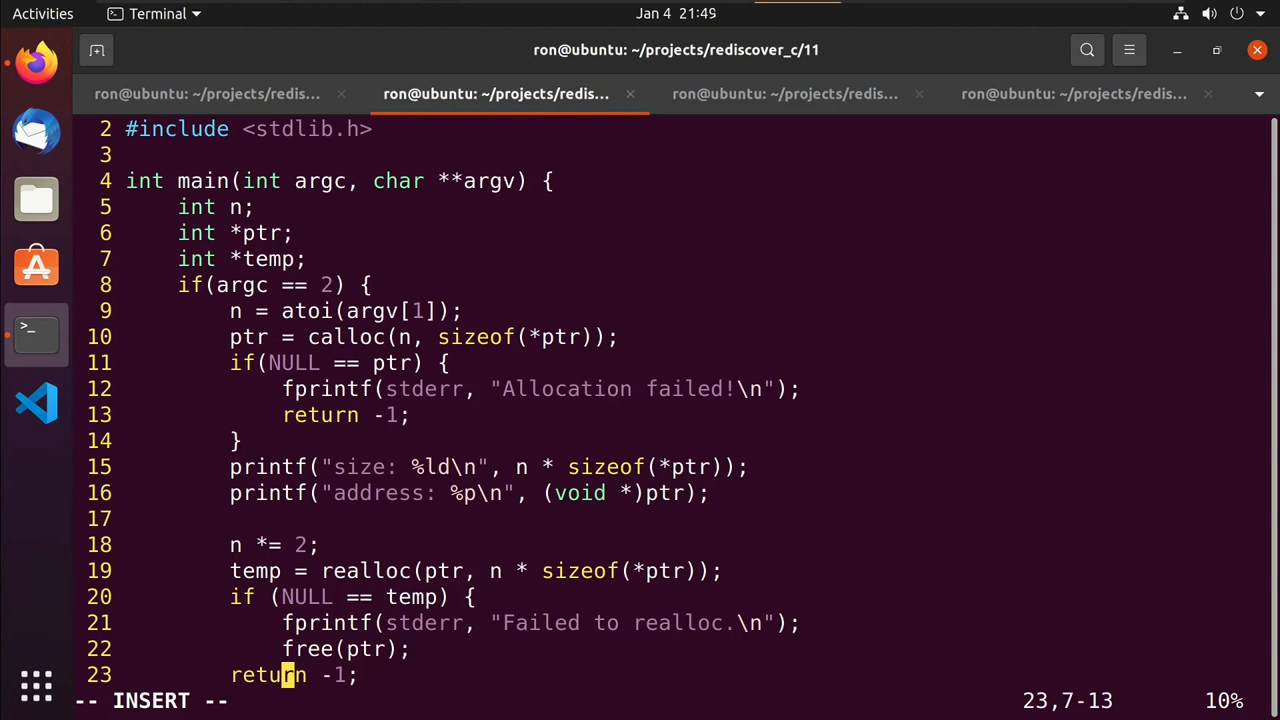 Activities
Terminal
Jan 4 21:49
ron@ubuntu: ~/projects/rediscover_c/11
ron@ubuntu: ~/projects/redis...
ron@ubuntu: ~/projects/redis...
ron@ubuntu: ~/projects/redis...
ron@ubuntu: ~/projects/redis...
2 #include <stdlib.h>
3
4 int main(int argc, char **argv) {
5     int n;
6     int *ptr;
7     int *temp;
8     if(argc == 2) {
9         n = atoi(argv[1]);
10         ptr = calloc(n, sizeof(*ptr));
11         if(NULL == ptr) {
12             fprintf(stderr, "Allocation failed!\n");
13             return -1;
14         }
15         printf("size: %ld\n", n * sizeof(*ptr));
16         printf("address: %p\n", (void *)ptr);
17
18         n *= 2;
19         temp = realloc(ptr, n * sizeof(*ptr));
20         if (NULL == temp) {
21             fprintf(stderr, "Failed to realloc.\n");
22             free(ptr);
23         return -1;
-- INSERT -- 23,7-13 10%